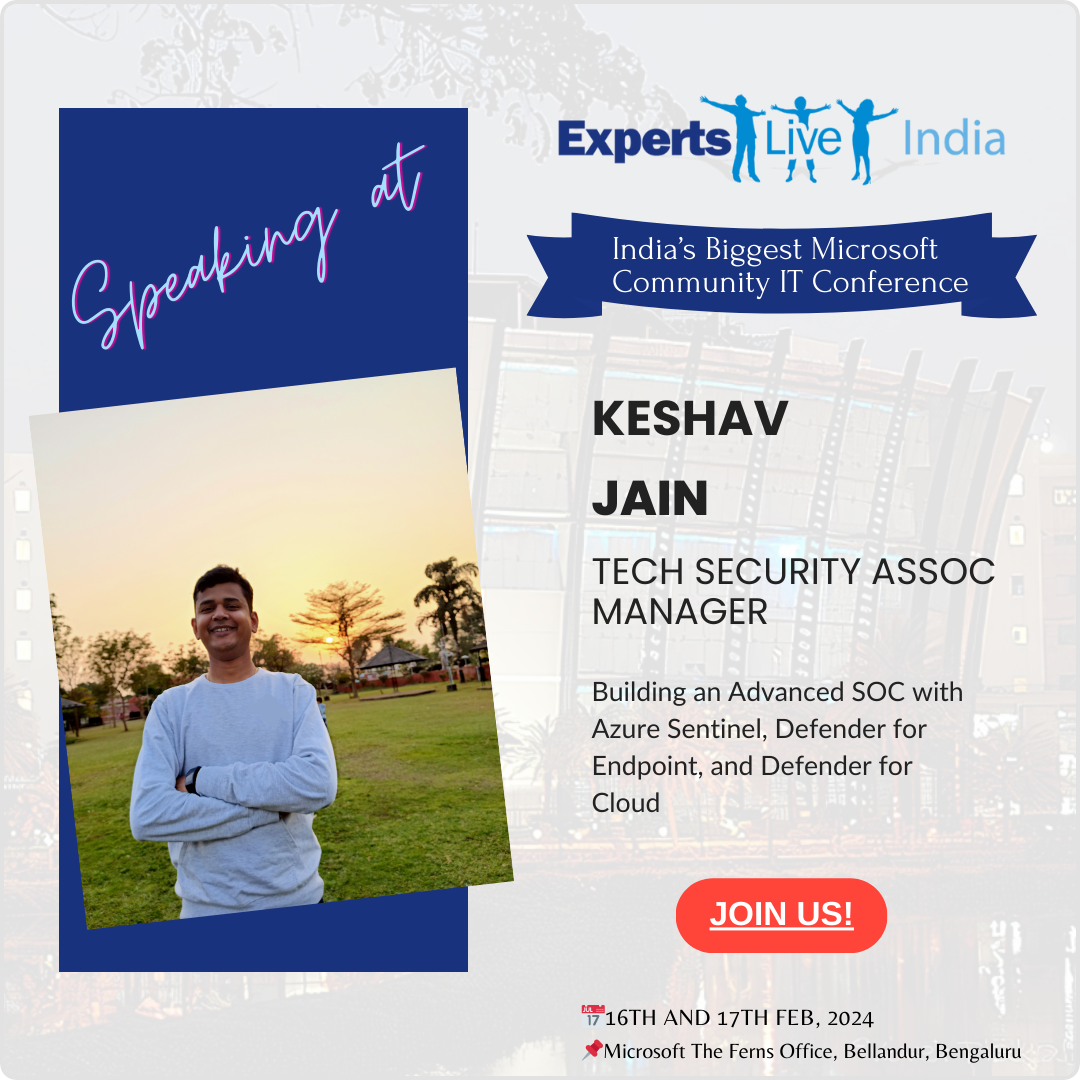 Speaking at
Experts Live India
India’s Biggest Microsoft
Community IT Conference
KESHAV
JAIN
TECH SECURITY ASSOC
MANAGER
Building an Advanced SOC with
Azure Sentinel, Defender for
Endpoint, and Defender for
Cloud
JOIN US!
JUL
17
16TH AND 17TH FEB, 2024
Microsoft The Ferns Office, Bellandur, Bengaluru